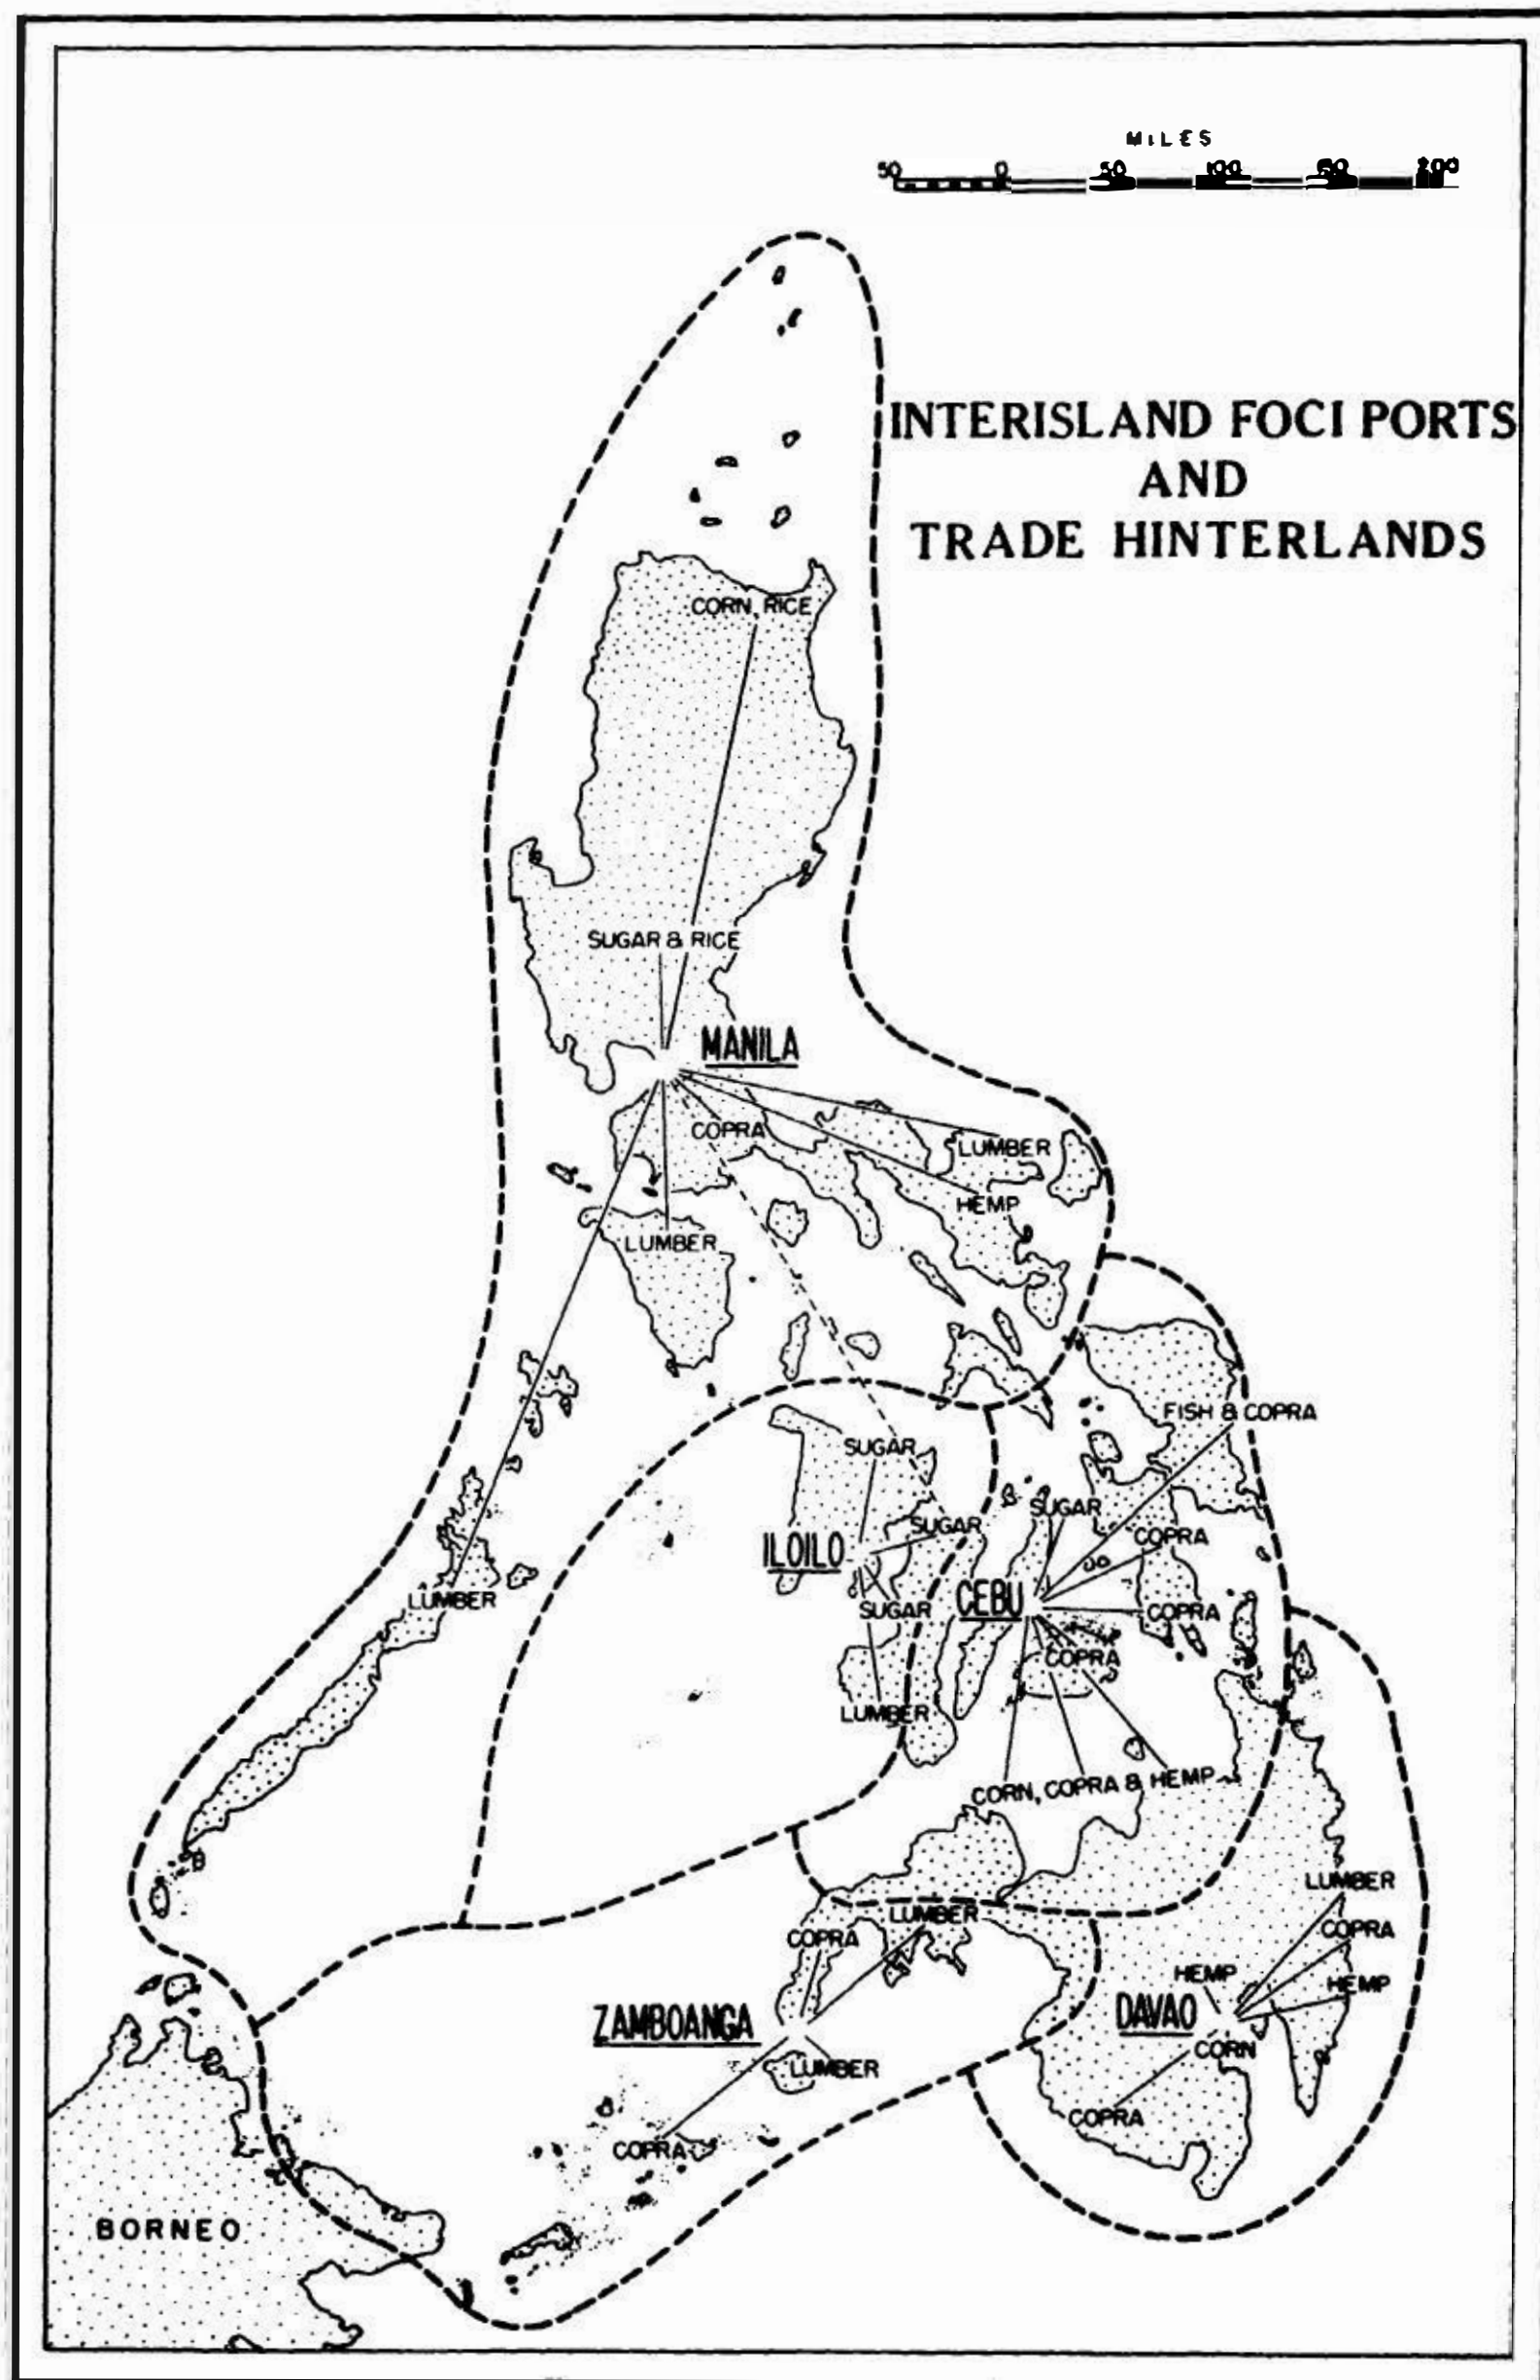 MILES
50 0 50 100 50 200
INTERISLAND FOCI PORTS
AND
TRADE HINTERLANDS
CORN, RICE
SUGAR & RICE
MANILA
COPRA
LUMBER
HEMP
LUMBER
FISH & COPRA
SUGAR
SUGAR
SUGAR
COPRA
ILOILO
LUMBER
SUGAR
CEBU
COPRA
COPRA
LUMBER
CORN, COPRA & HEMP
LUMBER
LUMBER
COPRA
COPRA
HEMP
HEMP
ZAMBOANGA
DAVAO
CORN
LUMBER
COPRA
COPRA
BORNEO